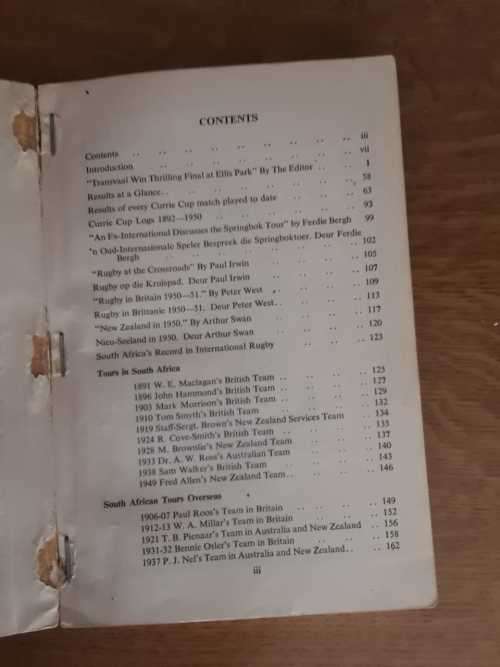 CONTENTS
Contents .. .. .. .. .. .. .. .. .. iii
Introduction .. .. .. .. .. .. .. .. vii
"Transvaal Win Thrilling Final at Ellis Park" By The Editor .. .. 1
Results at a Glance .. .. .. .. .. .. .. .. 58
Results of every Currie Cup match played to date .. .. .. 63
Currie Cup Logs 1892—1950 .. .. .. .. .. .. 93
"An Ex-International Discusses the Springbok Tour" by Ferdie Bergh 99
'n Oud-Internasionale Speler Bespreek die Springboktoer. Deur Ferdie
Bergh .. .. .. .. .. .. .. .. 102
"Rugby at the Crossroads" By Paul Irwin .. .. .. .. 105
Rugby op die Kruispad. Deur Paul Irwin .. .. .. .. 107
"Rugby in Britain 1950—51." By Peter West .. .. .. .. 109
Rugby in Brittanie 1950—51. Deur Peter West .. .. .. 113
"New Zealand in 1950." By Arthur Swan .. .. .. .. 117
Nieu-Seeland in 1950. Deur Arthur Swan .. .. .. .. 120
South Africa's Record in International Rugby .. .. .. 123
Tours in South Africa
1891 W. E. Maclagan's British Team .. .. .. .. 125
1896 John Hammond's British Team .. .. .. .. 127
1903 Mark Morrison's British Team .. .. .. .. 129
1910 Tom Smyth's British Team .. .. .. .. 132
1919 Staff-Sergt. Brown's New Zealand Services Team .. 134
1924 R. Cove-Smith's British Team .. .. .. .. 135
1928 M. Brownlie's New Zealand Team .. .. .. 137
1933 Dr. A. W. Ross's Australian Team .. .. .. 140
1938 Sam Walker's British Team .. .. .. .. 143
1949 Fred Allen's New Zealand Team .. .. .. .. 146
South African Tours Overseas
1906-07 Paul Roos's Team in Britain .. .. .. .. 149
1912-13 W. A. Millar's Team in Britain .. .. .. .. 152
1921 T. B. Pienaar's Team in Australia and New Zealand .. 156
1931-32 Bennie Osler's Team in Britain .. .. .. .. 158
1937 P. J. Nel's Team in Australia and New Zealand .. .. 162
iii